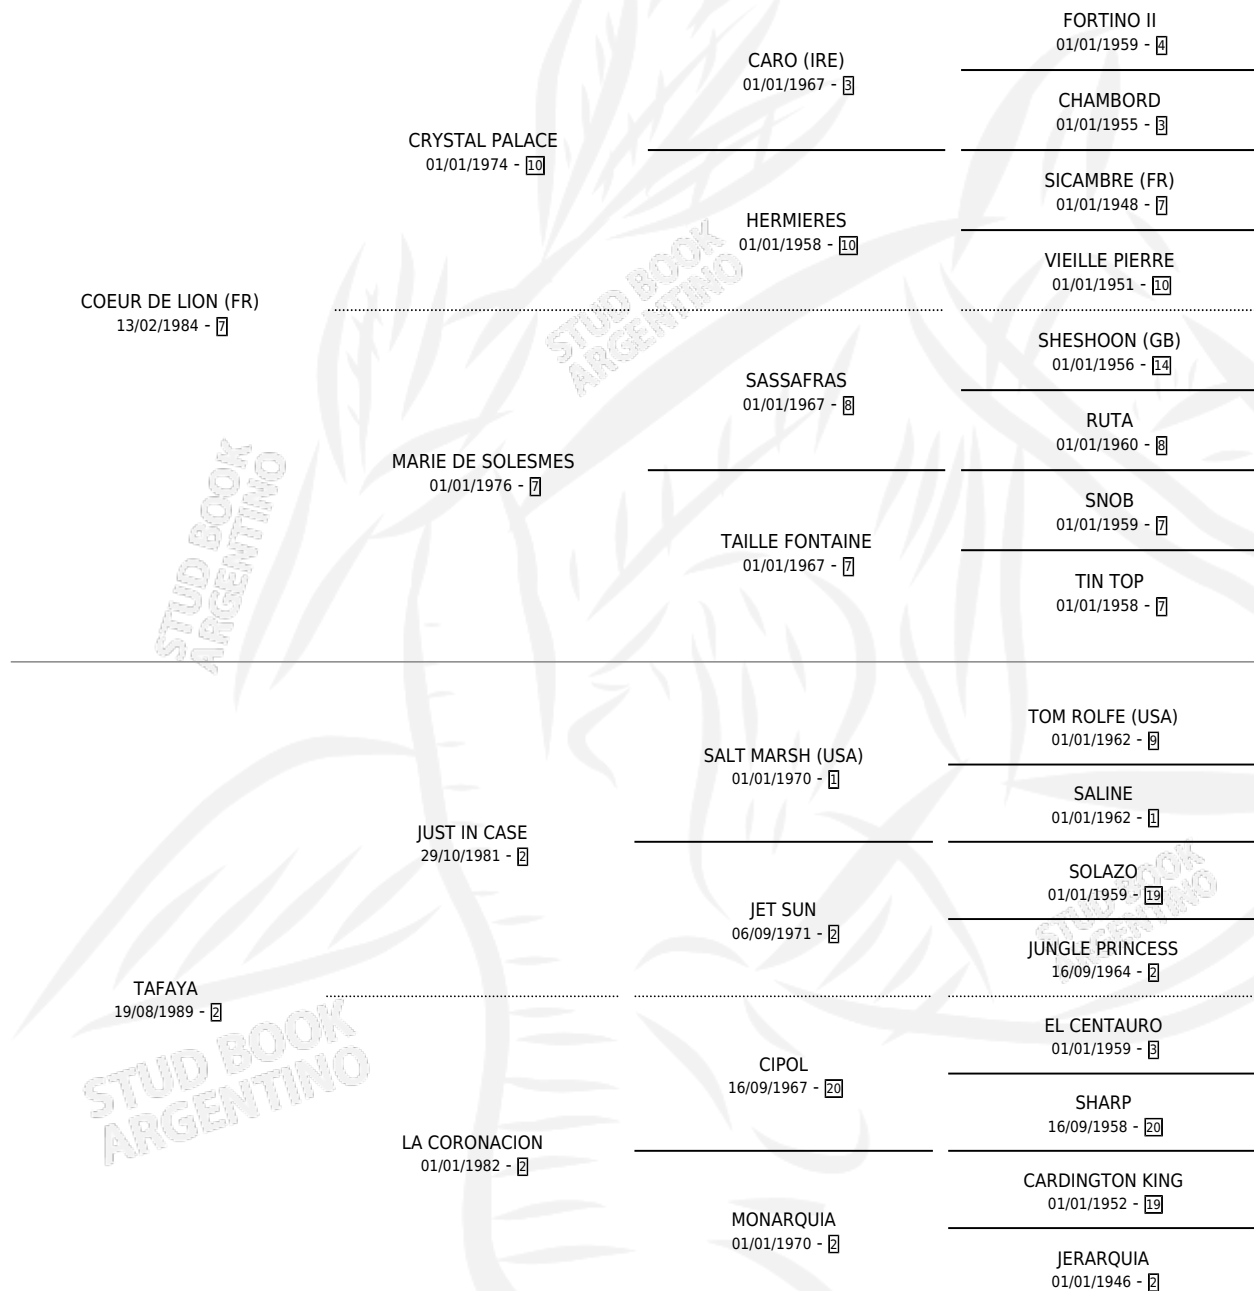 FORTINO II
01/01/1959 - 4
CARO (IRE)
01/01/1967 - 3
CHAMBORD
01/01/1955 - 3
CRYSTAL PALACE
01/01/1974 - 10
SICAMBRE (FR)
01/01/1948 - 7
HERMIERES
01/01/1958 - 10
VIEILLE PIERRE
01/01/1951 - 10
COEUR DE LION (FR)
13/02/1984 - 7
STUD BOOK
ARGENTINO
SHESHOON (GB)
01/01/1956 - 14
SASSAFRAS
01/01/1967 - 8
RUTA
01/01/1960 - 8
MARIE DE SOLESMES
01/01/1976 - 7
SNOB
01/01/1959 - 7
TAILLE FONTAINE
01/01/1967 - 7
TIN TOP
01/01/1958 - 7
STUD BOOK
ARGENTINO
TOM ROLFE (USA)
01/01/1962 - 9
SALT MARSH (USA)
01/01/1970 - 1
SALINE
01/01/1962 - 1
JUST IN CASE
29/10/1981 - 2
SOLAZO
01/01/1959 - 19
JET SUN
06/09/1971 - 2
STUD BOOK
ARGENTINO
JUNGLE PRINCESS
16/09/1964 - 2
TAFAYA
19/08/1989 - 2
STUD BOOK
ARGENTINO
EL CENTAURO
01/01/1959 - 3
CIPOL
16/09/1967 - 20
SHARP
16/09/1958 - 20
LA CORONACION
01/01/1982 - 2
CARDINGTON KING
01/01/1952 - 19
MONARQUIA
01/01/1970 - 2
JERARQUIA
01/01/1946 - 2